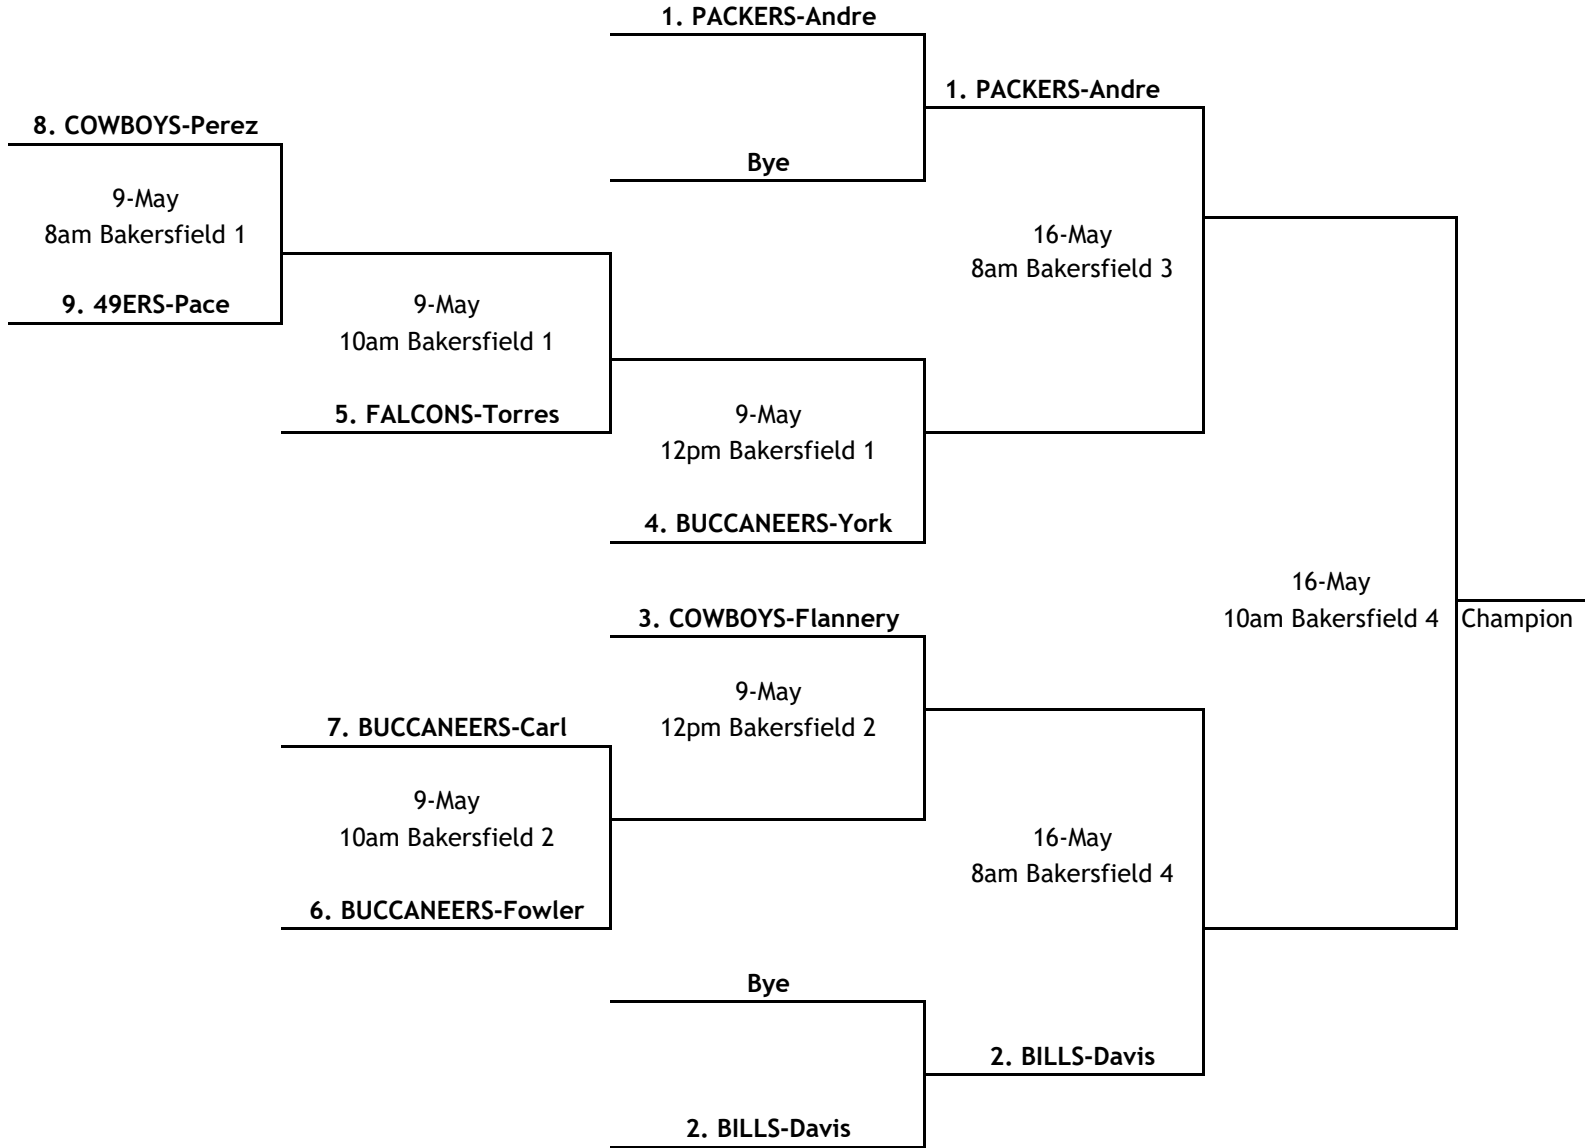 1. PACKERS-Andre
1. PACKERS-Andre
8. COWBOYS-Perez
Bye
9-May
8am Bakersfield 1
16-May
8am Bakersfield 3
9. 49ERS-Pace
9-May
10am Bakersfield 1
5. FALCONS-Torres
9-May
12pm Bakersfield 1
4. BUCCANEERS-York
16-May
10am Bakersfield 4
Champion
3. COWBOYS-Flannery
9-May
12pm Bakersfield 2
7. BUCCANEERS-Carl
9-May
10am Bakersfield 2
16-May
8am Bakersfield 4
6. BUCCANEERS-Fowler
Bye
2. BILLS-Davis
2. BILLS-Davis